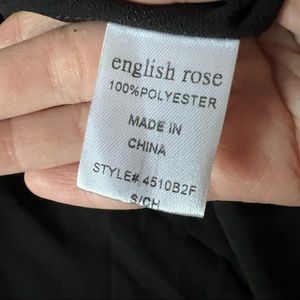 english rose
100%POLYESTER
MADE IN
CHINA
STYLE# 4510B2F
S/CH